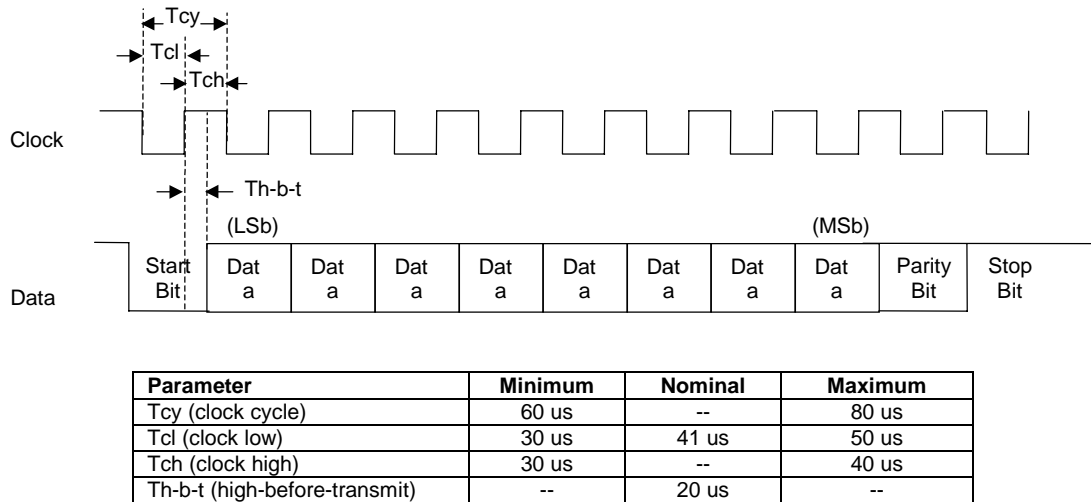 Tcy
Tcl
Tch
Clock
Th-b-t
(LSb) (MSb)
Start Dat Dat Dat Dat Dat Dat Dat Dat Parity Stop
Bit a a a a a a a a Bit Bit
Data
Parameter Minimum Nominal Maximum
Tcy (clock cycle) 60 us -- 80 us
Tcl (clock low) 30 us 41 us 50 us
Tch (clock high) 30 us -- 40 us
Th-b-t (high-before-transmit) -- 20 us --